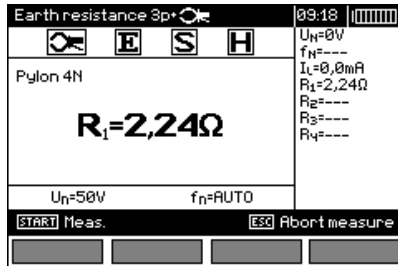 Earth resistance 3p+ 09:18
E S H
Pylon 4N
R₁=2,24Ω
Un=50V fn=AUTO
UN=0V
fN=---
IL=0,0mA
R1=2,24Ω
R2=---
R3=---
R4=---
START Meas. ESC Abort measure